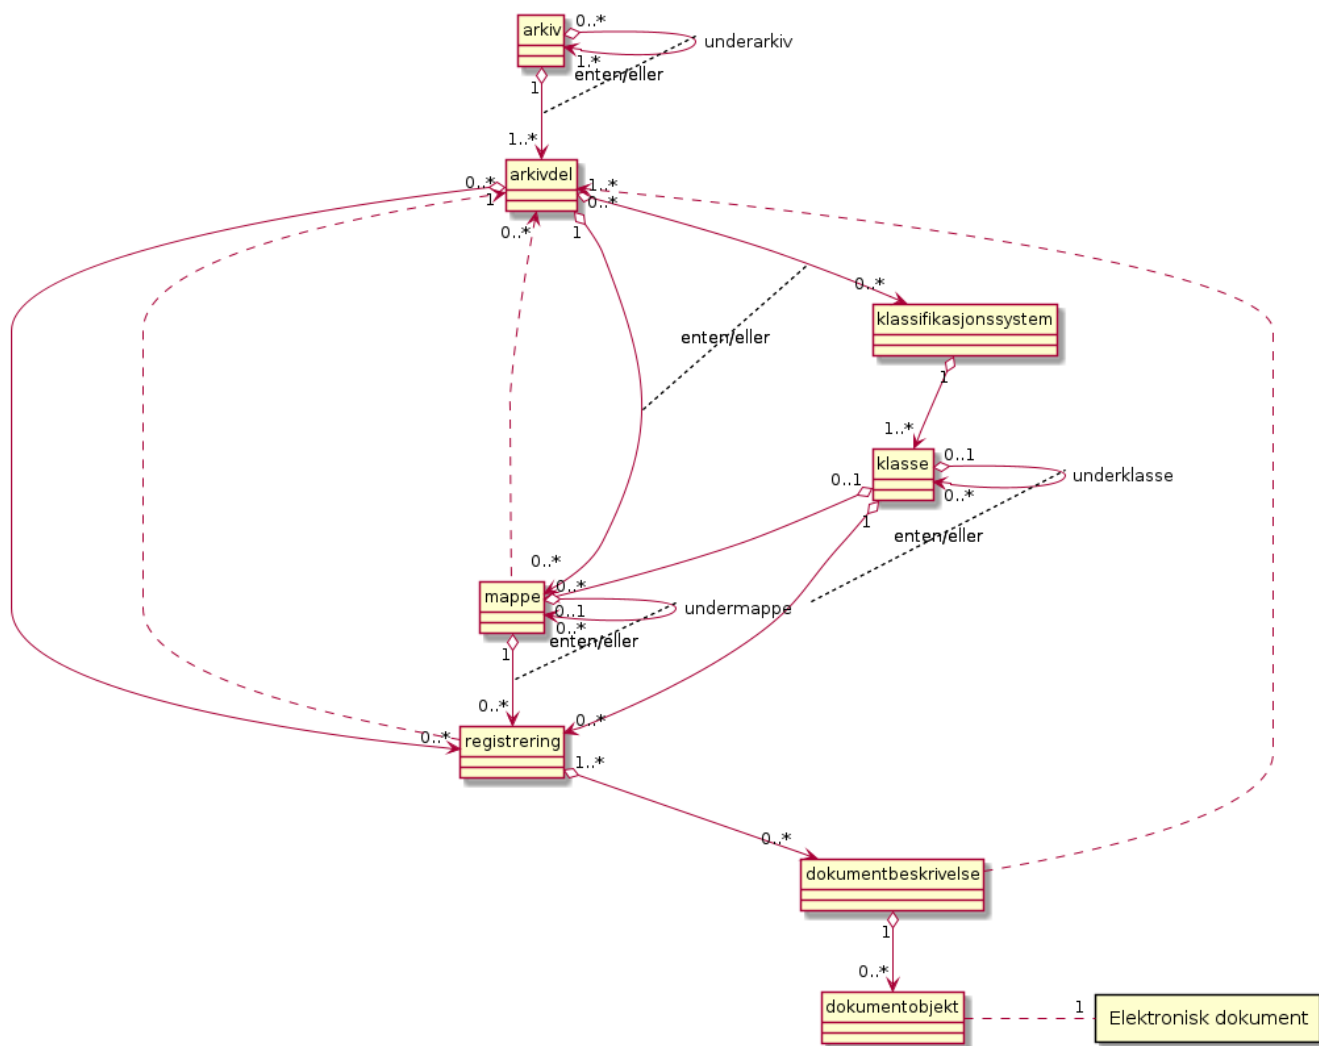 arkiv
0..*
underarkiv
1.*
enten/eller
1
1..*
arkivdel
0..*
1
1..*
0..*
0..*
1
0..*
klassifikasjonssystem
enten/eller
1
1..*
klasse
0..1
underklasse
0..1
0..*
1
enten/eller
0..*
mappe
0..*
0..1
undermappe
0..*
enten/eller
1
0..*
0..*
0..*
registrering
1..*
0..*
dokumentbeskrivelse
1
0..*
dokumentobjekt
1
Elektronisk dokument